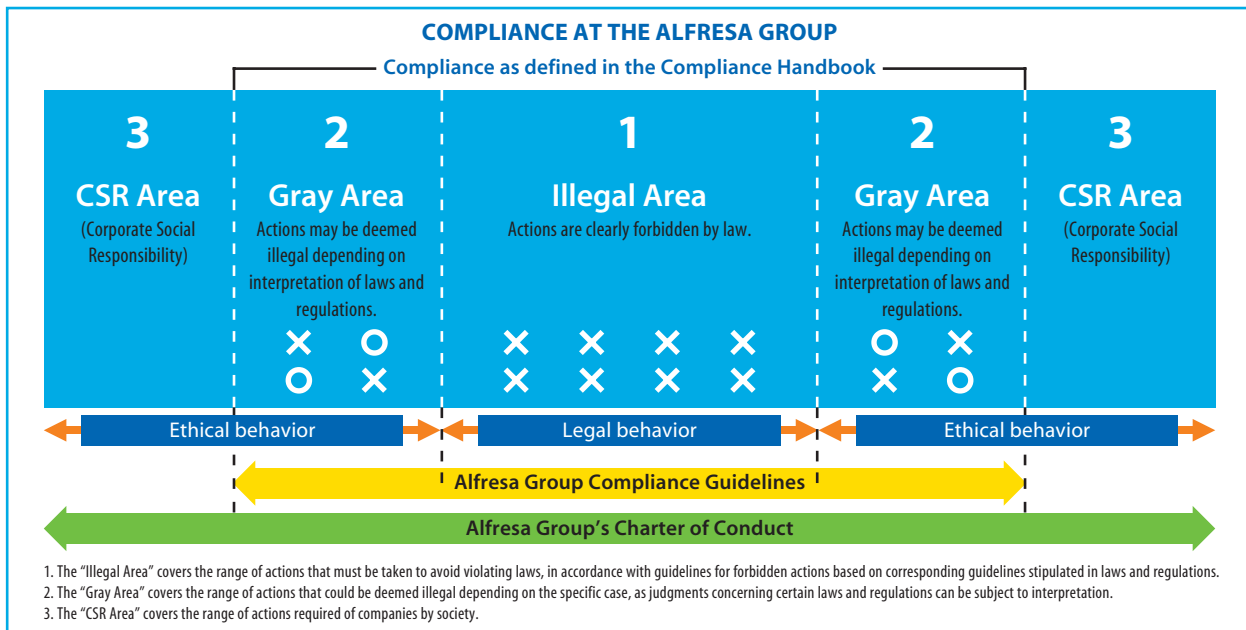 COMPLIANCE AT THE ALFRESA GROUP
Compliance as defined in the Compliance Handbook
3
CSR Area
(Corporate Social
Responsibility)
2
Gray Area
Actions may be deemed
illegal depending on
interpretation of laws and
regulations.
1
Illegal Area
Actions are clearly forbidden by law.
2
Gray Area
Actions may be deemed
illegal depending on
interpretation of laws and
regulations.
3
CSR Area
(Corporate Social
Responsibility)
Ethical behavior
Legal behavior
Ethical behavior
Alfresa Group Compliance Guidelines
Alfresa Group’s Charter of Conduct
1. The “Illegal Area” covers the range of actions that must be taken to avoid violating laws, in accordance with guidelines for forbidden actions based on corresponding guidelines stipulated in laws and regulations.
2. The “Gray Area” covers the range of actions that could be deemed illegal depending on the specific case, as judgments concerning certain laws and regulations can be subject to interpretation.
3. The “CSR Area” covers the range of actions required of companies by society.